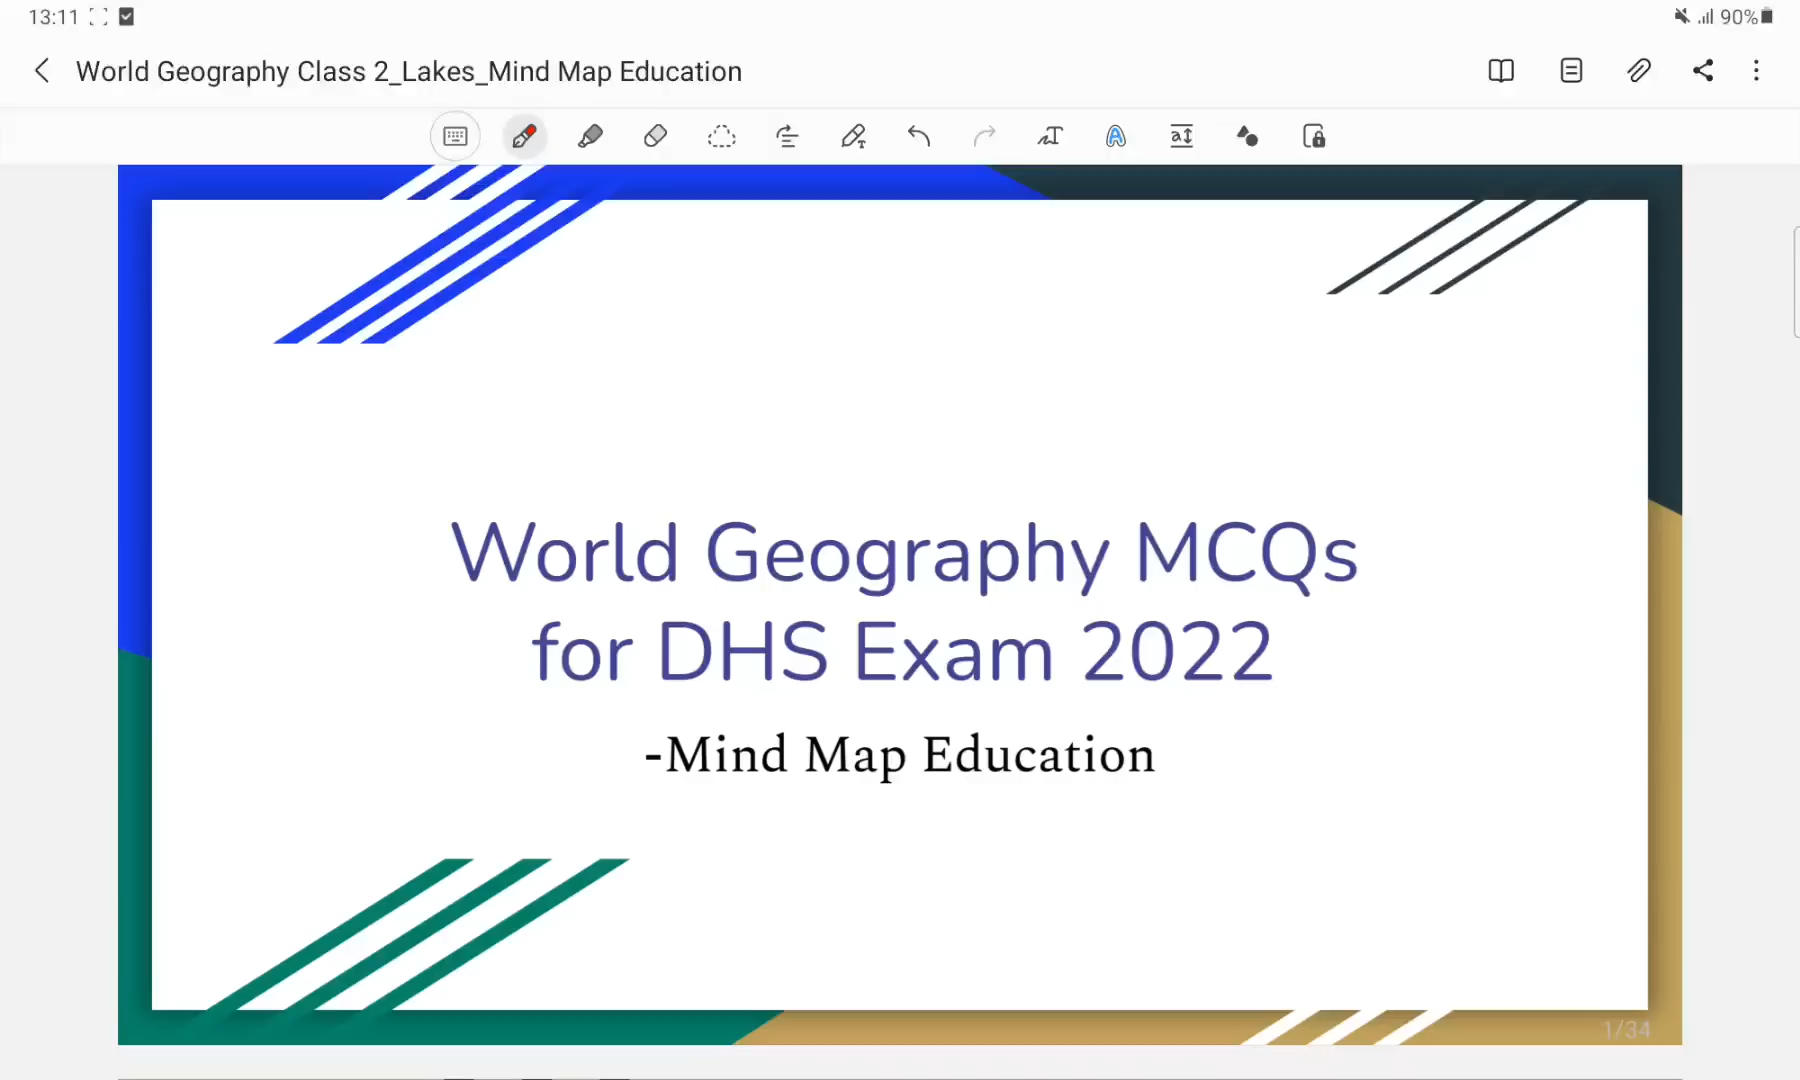 13:11
90%
World Geography Class 2_Lakes_Mind Map Education
World Geography MCQs
for DHS Exam 2022
-Mind Map Education
1/34